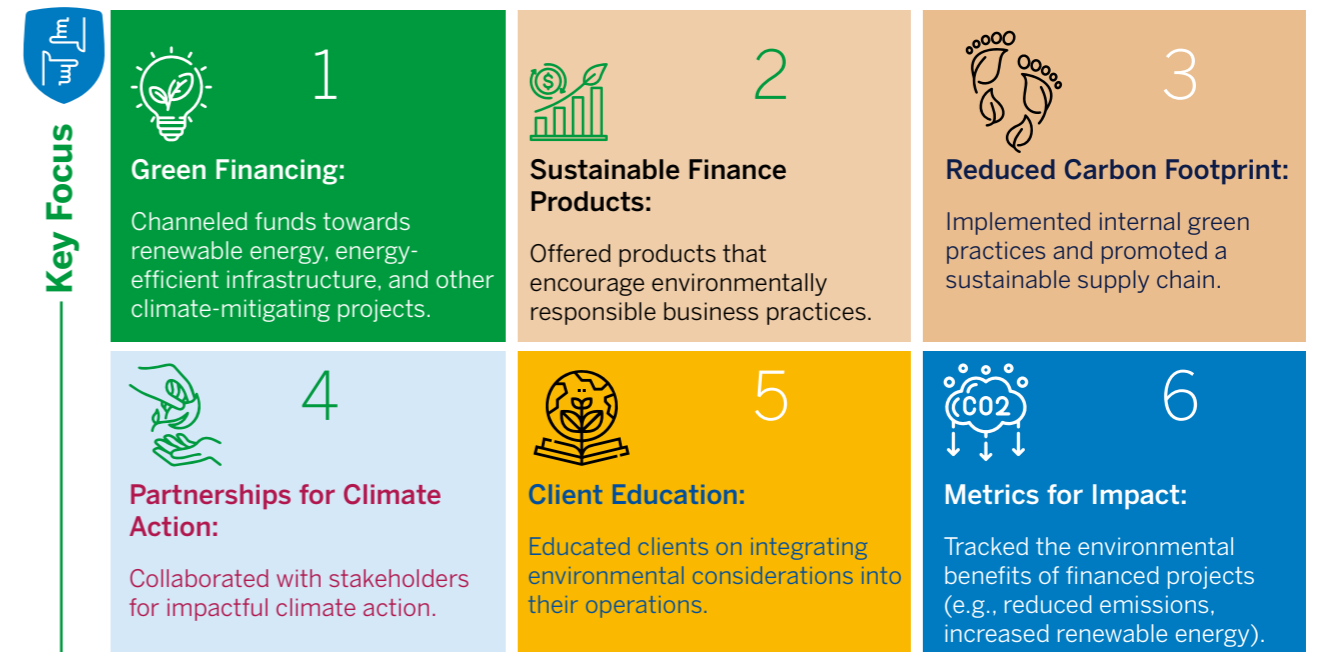 Key Focus
1
Green Financing:
Channeled funds towards
renewable energy, energy-
efficient infrastructure, and other
climate-mitigating projects.
2
Sustainable Finance
Products:
Offered products that
encourage environmentally
responsible business practices.
3
Reduced Carbon Footprint:
Implemented internal green
practices and promoted a
sustainable supply chain.
4
Partnerships for Climate
Action:
Collaborated with stakeholders
for impactful climate action.
5
Client Education:
Educated clients on integrating
environmental considerations into
their operations.
CO2
6
Metrics for Impact:
Tracked the environmental
benefits of financed projects
(e.g., reduced emissions,
increased renewable energy).